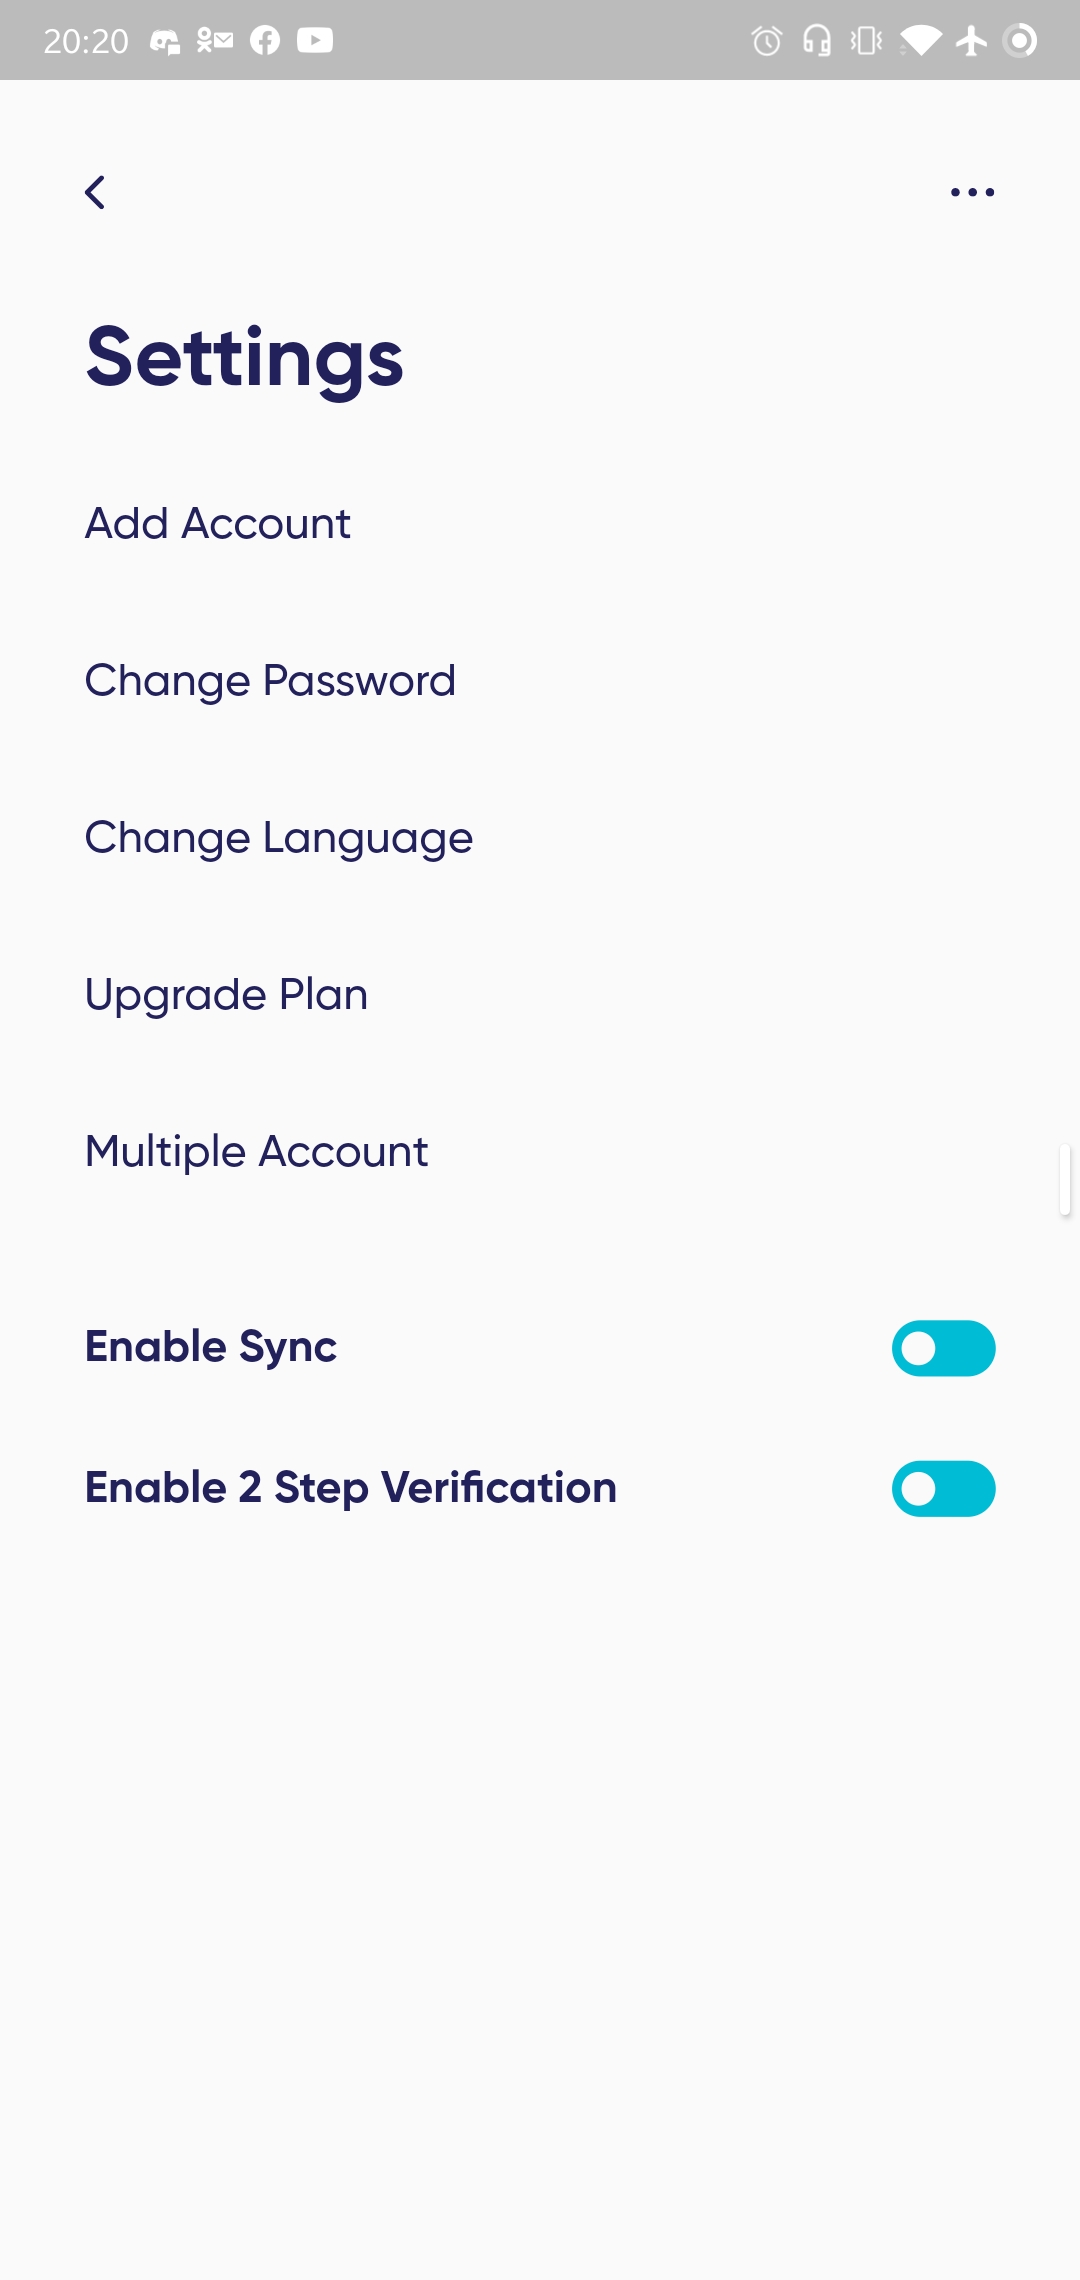 20:20
Settings
Add Account
Change Password
Change Language
Upgrade Plan
Multiple Account
Enable Sync
Enable 2 Step Verification